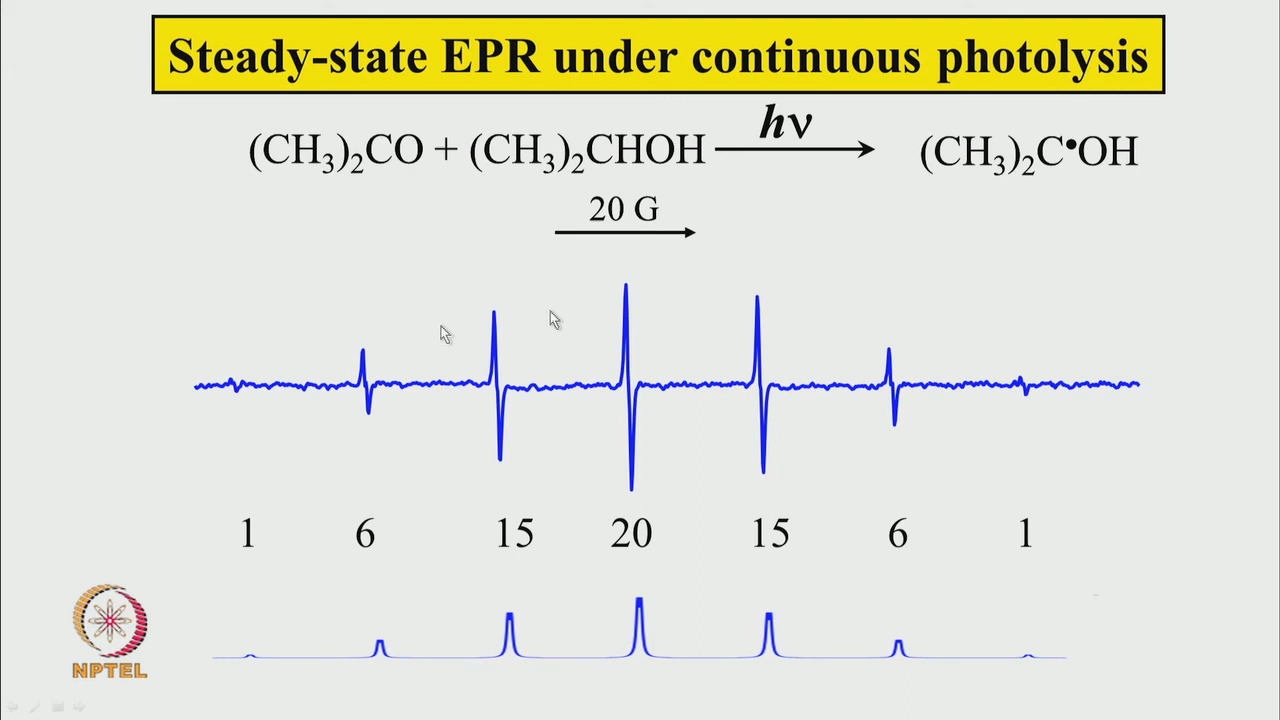 Steady-state EPR under continuous photolysis
(CH₃)₂CO + (CH₃)₂CHOH hν (CH₃)₂C•OH
20 G
1 6 15 20 15 6 1
NPTEL